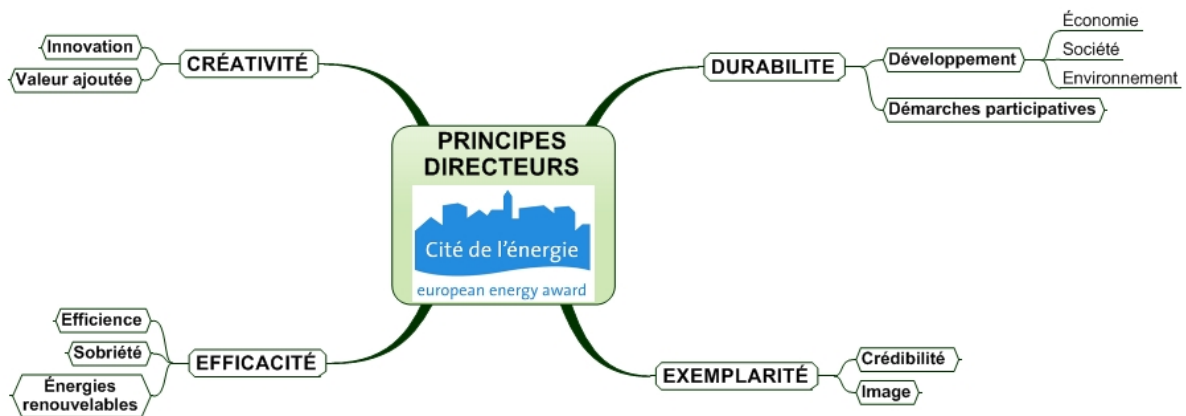 PRINCIPES
DIRECTEURS
Cité de l'énergie
european energy award
CRÉATIVITÉ
Innovation
Valeur ajoutée
DURABILITE
Développement
Économie
Société
Environnement
Démarches participatives
EFFICACITÉ
Efficience
Sobriété
Énergies
renouvelables
EXEMPLARITÉ
Crédibilité
Image